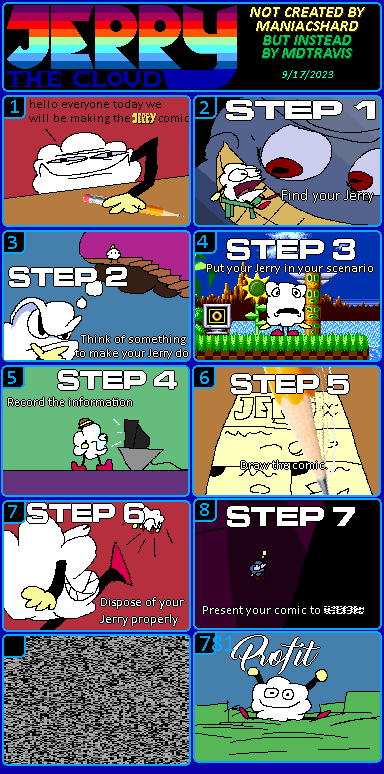 JERRY
THE CLOUD
NOT CREATED BY
MANIACSHARD
BUT INSTEAD
BY MDTRAVIS
9/17/2023
1
hello everyone today we
will be making the JERRY comic
2
STEP 1
Find your Jerry
3
STEP 2
Think of something
to make your Jerry do
4
STEP 3
Put your Jerry in your scenario
5
STEP 4
Record the information
6
STEP 5
JERRY
Draw the comic.
7
STEP 6
Dispose of your
Jerry properly
8
STEP 7
Present your comic to
Profit